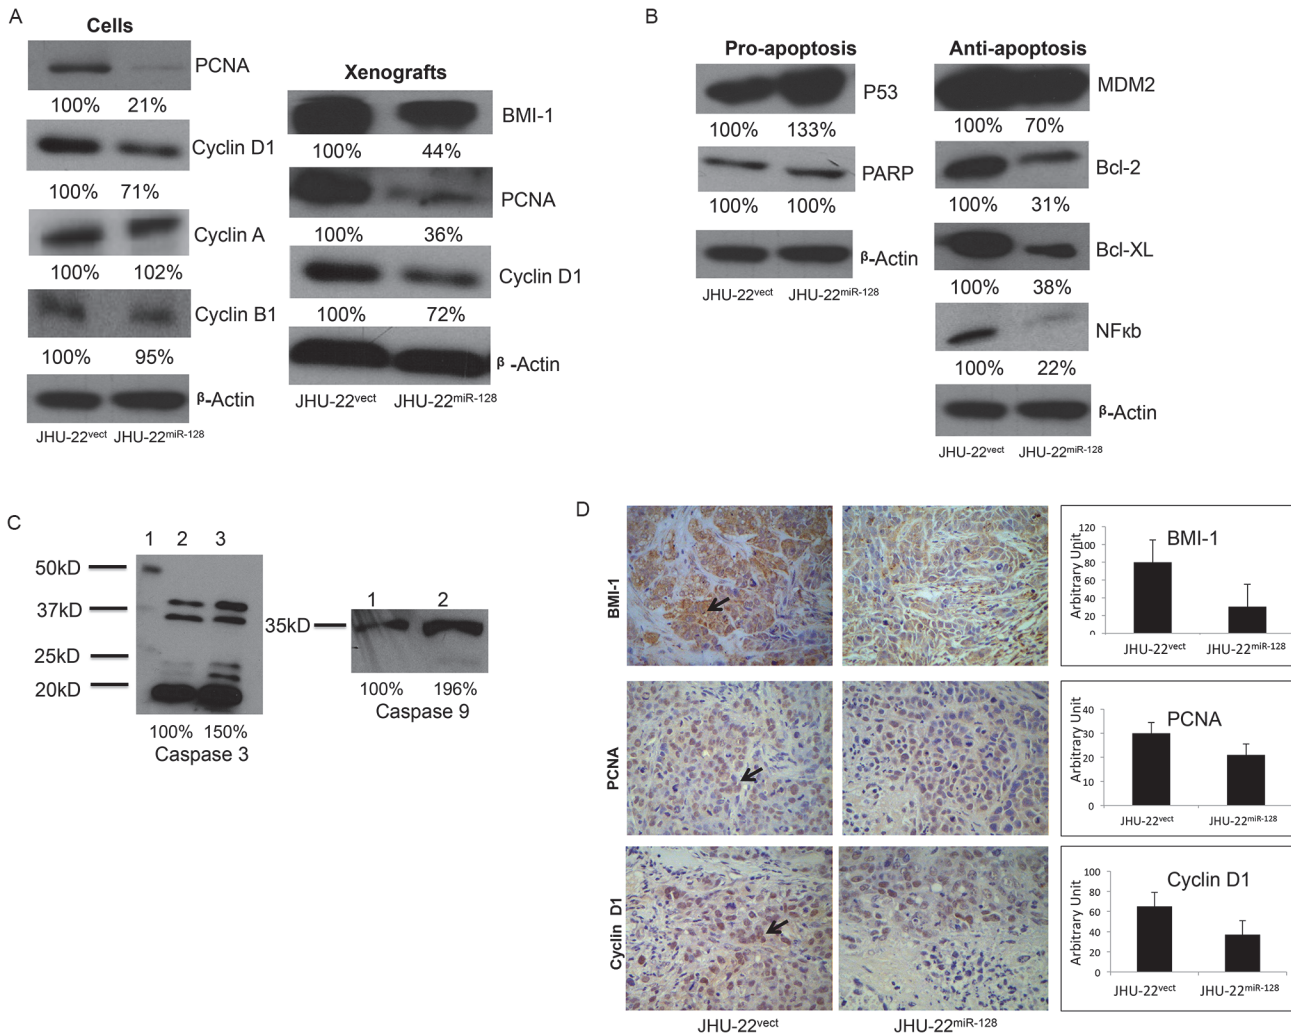 A
Cells
PCNA
100% 21%
Cyclin D1
100% 71%
Cyclin A
100% 102%
Cyclin B1
100% 95%
β-Actin
JHU-22vect JHU-22miR-128
Xenografts
BMI-1
100% 44%
PCNA
100% 36%
Cyclin D1
100% 72%
β -Actin
JHU-22vect JHU-22miR-128
B
Pro-apoptosis
P53
100% 133%
PARP
100% 100%
β-Actin
JHU-22vect JHU-22miR-128
Anti-apoptosis
MDM2
100% 70%
Bcl-2
100% 31%
Bcl-XL
100% 38%
NFκb
100% 22%
β-Actin
JHU-22vect JHU-22miR-128
C
1 2 3
50kD
37kD
25kD
20kD
100% 150%
Caspase 3
1 2
35kD
100% 196%
Caspase 9
D
BMI-1
Arbitrary Unit
120
100
80
60
40
20
0
BMI-1
JHU-22vect JHU-22miR-128
PCNA
Arbitrary Unit
40
30
20
10
0
PCNA
JHU-22vect JHU-22miR-128
Cyclin D1
Arbitrary Unit
100
80
60
40
20
0
Cyclin D1
JHU-22vect JHU-22miR-128
JHU-22vect JHU-22miR-128